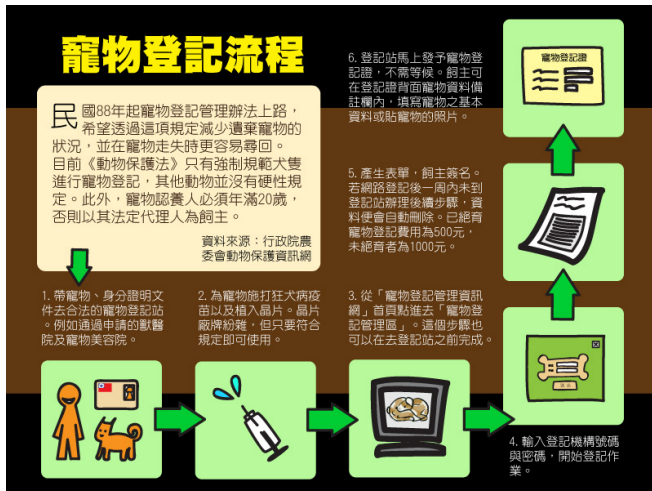 寵物登記流程
民國88年起寵物登記管理辦法上路，
希望透過這項規定減少遺棄寵物的
狀況，並在寵物走失時更容易尋回。
目前《動物保護法》只有強制規範犬隻
進行寵物登記，其他動物並沒有硬性規
定。此外，寵物認養人必須年滿20歲，
否則以其法定代理人為飼主。
資料來源：行政院農
委會動物保護資訊網
1. 帶寵物、身分證明文
件去合法的寵物登記站
。例如通過申請的獸醫
院及寵物美容院。
2. 為寵物施打狂犬病疫
苗以及植入晶片。晶片
廠牌紛雜，但只要符合
規定即可使用。
3. 從「寵物登記管理資訊
網」首頁點進去「寵物登
記管理區」。這個步驟也
可以在去登記站之前完成。
4. 輸入登記機構號碼
與密碼，開始登記作
業。
5. 產生表單，飼主簽名。
若網路登記後一周內未到
登記站辦理後續步驟，資
料便會自動刪除。已絕育
寵物登記費用為500元，
未絕育者為1000元。
6. 登記站馬上發予寵物登
記證，不需等候。飼主可
在登記證背面寵物資料備
註欄內，填寫寵物之基本
資料或貼寵物的照片。
寵物登記證